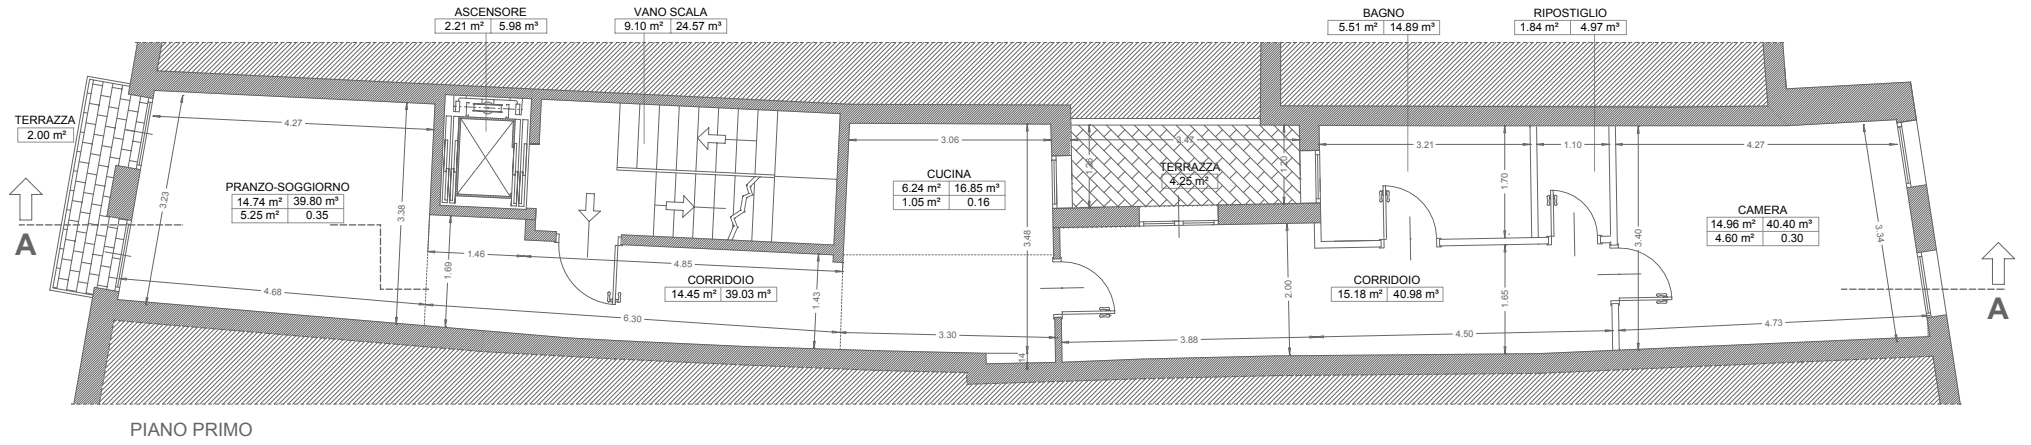 ASCENSORE
2.21 m² 5.98 m³
VANO SCALA
9.10 m² 24.57 m³
BAGNO
5.51 m² 14.89 m³
RIPOSTIGLIO
1.84 m² 4.97 m³
TERRAZZA
2.00 m²
4.27
3.23
3.38
PRANZO-SOGGIORNO
14.74 m² 39.80 m³
5.25 m² 0.35
A
4.68
1.69
1.46
4.85
CORRIDOIO
14.45 m² 39.03 m³
6.30
1.43
3.06
CUCINA
6.24 m² 16.85 m³
1.05 m² 0.16
3.48
3.30
14
3.47
1.26
1.20
TERRAZZA
4.25 m²
3.21
1.10
4.27
1.70
CAMERA
14.96 m² 40.40 m³
4.60 m² 0.30
3.40
3.34
2.00
CORRIDOIO
15.18 m² 40.98 m³
1.65
3.88
4.50
4.73
A
PIANO PRIMO